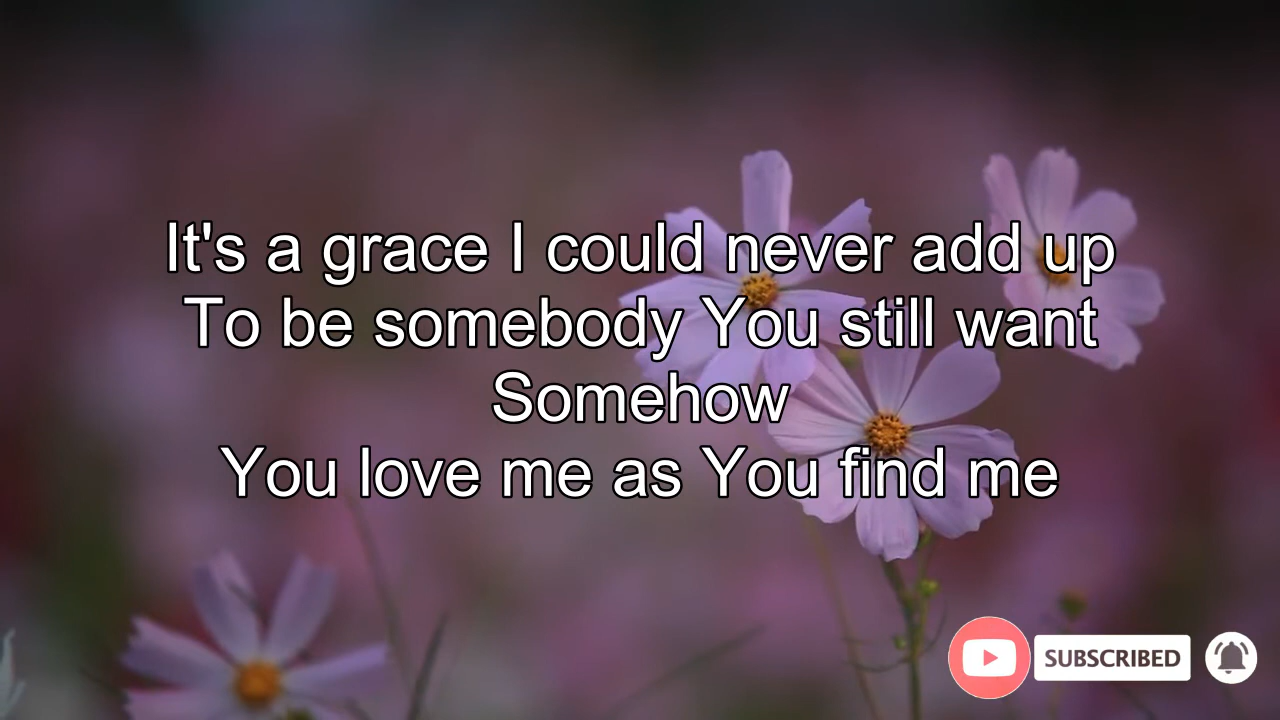 It's a grace I could never add up
To be somebody You still want
Somehow
You love me as You find me
SUBSCRIBED